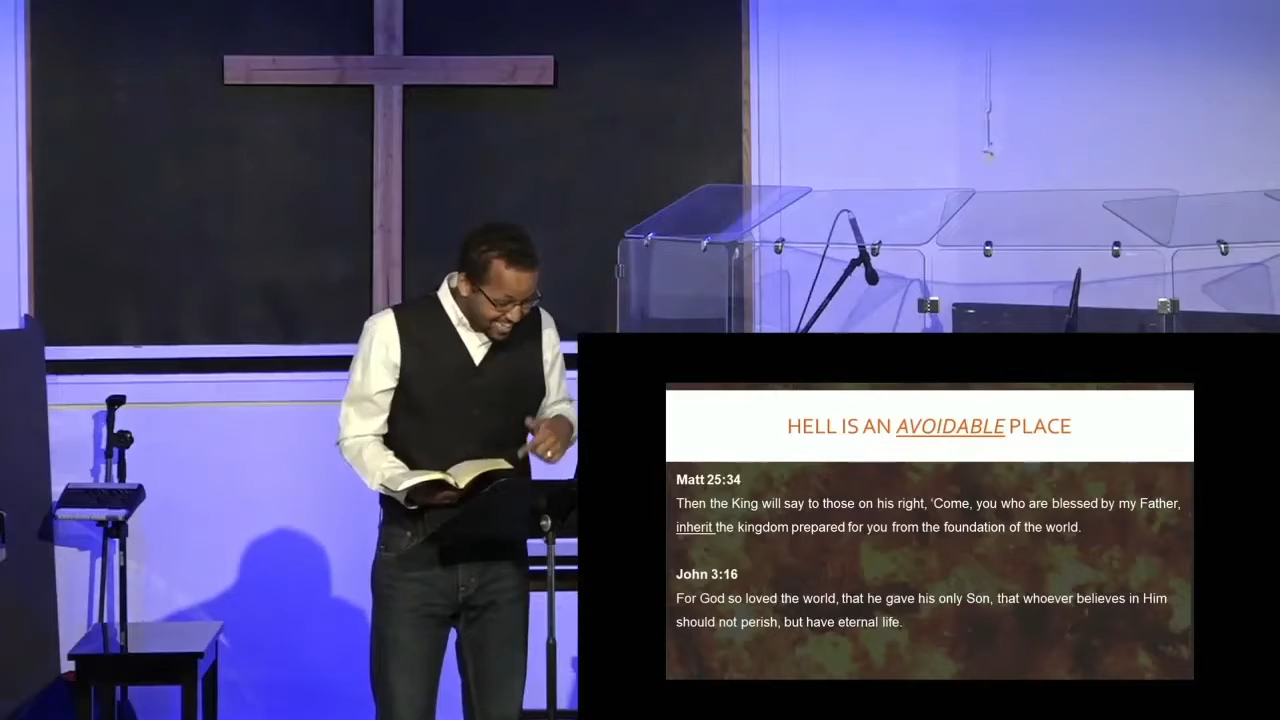 HELL IS AN AVOIDABLE PLACE
Matt 25:34
Then the King will say to those on his right, ‘Come, you who are blessed by my Father,
inherit the kingdom prepared for you from the foundation of the world.
John 3:16
For God so loved the world, that he gave his only Son, that whoever believes in Him
should not perish, but have eternal life.